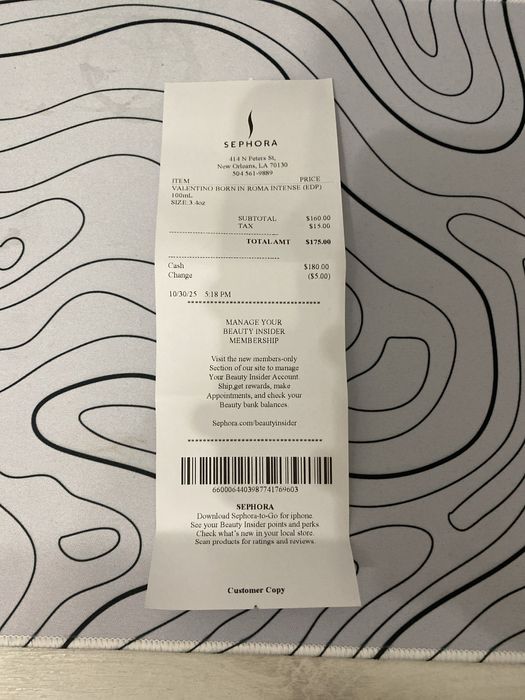 SEPHORA
414 N Peters St,
New Orleans, LA 70130
504 561-9889
ITEM PRICE
VALENTINO BORN IN ROMA INTENSE (EDP)
100mL
SIZE: 3.4oz
SUBTOTAL $160.00
TAX $15.00
TOTAL AMT $175.00
Cash $180.00
Change ($5.00)
10/30/25 5:18 PM
MANAGE YOUR
BEAUTY INSIDER
MEMBERSHIP
Visit the new members-only
Section of our site to manage
Your Beauty Insider Account.
Ship,get rewards, make
Appointments, and check your
Beauty bank balances.
Sephora.com/beautyinsider
6600064403987741769603
SEPHORA
Download Sephora-to-Go for iphone.
See your Beauty Insider points and perks.
Check what's new in your local store.
Scan products for ratings and reviews.
Customer Copy